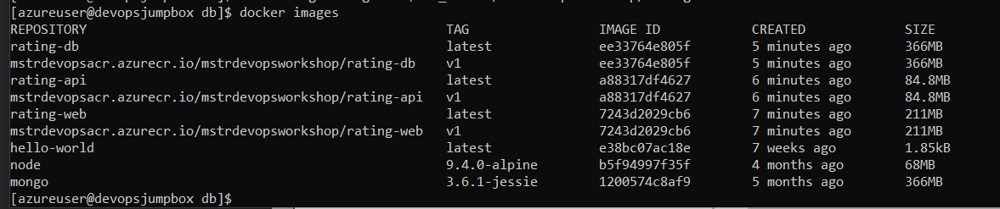 [azureuser@devopsjumpbox db]$ docker images
REPOSITORY TAG IMAGE ID CREATED SIZE
rating-db latest ee33764e805f 5 minutes ago 366MB
mstrdevopsacr.azurecr.io/mstrdevopsworkshop/rating-db v1 ee33764e805f 5 minutes ago 366MB
rating-api latest a88317df4627 6 minutes ago 84.8MB
mstrdevopsacr.azurecr.io/mstrdevopsworkshop/rating-api v1 a88317df4627 6 minutes ago 84.8MB
rating-web latest 7243d2029cb6 7 minutes ago 211MB
mstrdevopsacr.azurecr.io/mstrdevopsworkshop/rating-web v1 7243d2029cb6 7 minutes ago 211MB
hello-world latest e38bc07ac18e 7 weeks ago 1.85kB
node 9.4.0-alpine b5f94997f35f 4 months ago 68MB
mongo 3.6.1-jessie 1200574c8af9 5 months ago 366MB
[azureuser@devopsjumpbox db]$